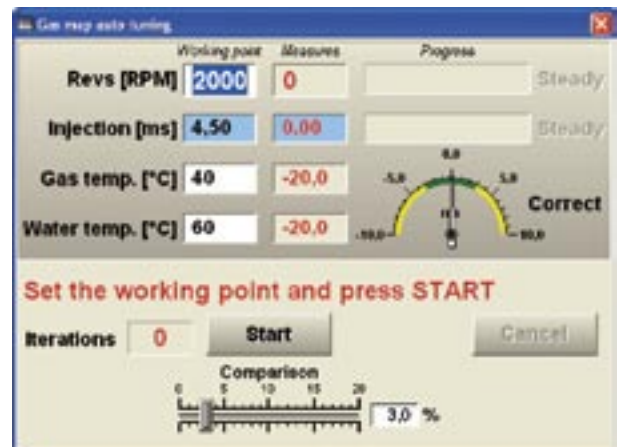 Gas map auto tuning
Working point Measures Progress
Revs [RPM] 2000 0 Steady
Injection [ms] 4,50 0,00 Steady
Gas temp. [°C] 40 -20,0
Water temp. [°C] 60 -20,0
0,0
-5,0 5,0
-10,0 10,0
Correct
Set the working point and press START
Iterations 0 Start Cancel
Comparison
0 5 10 15 20
3,0 %